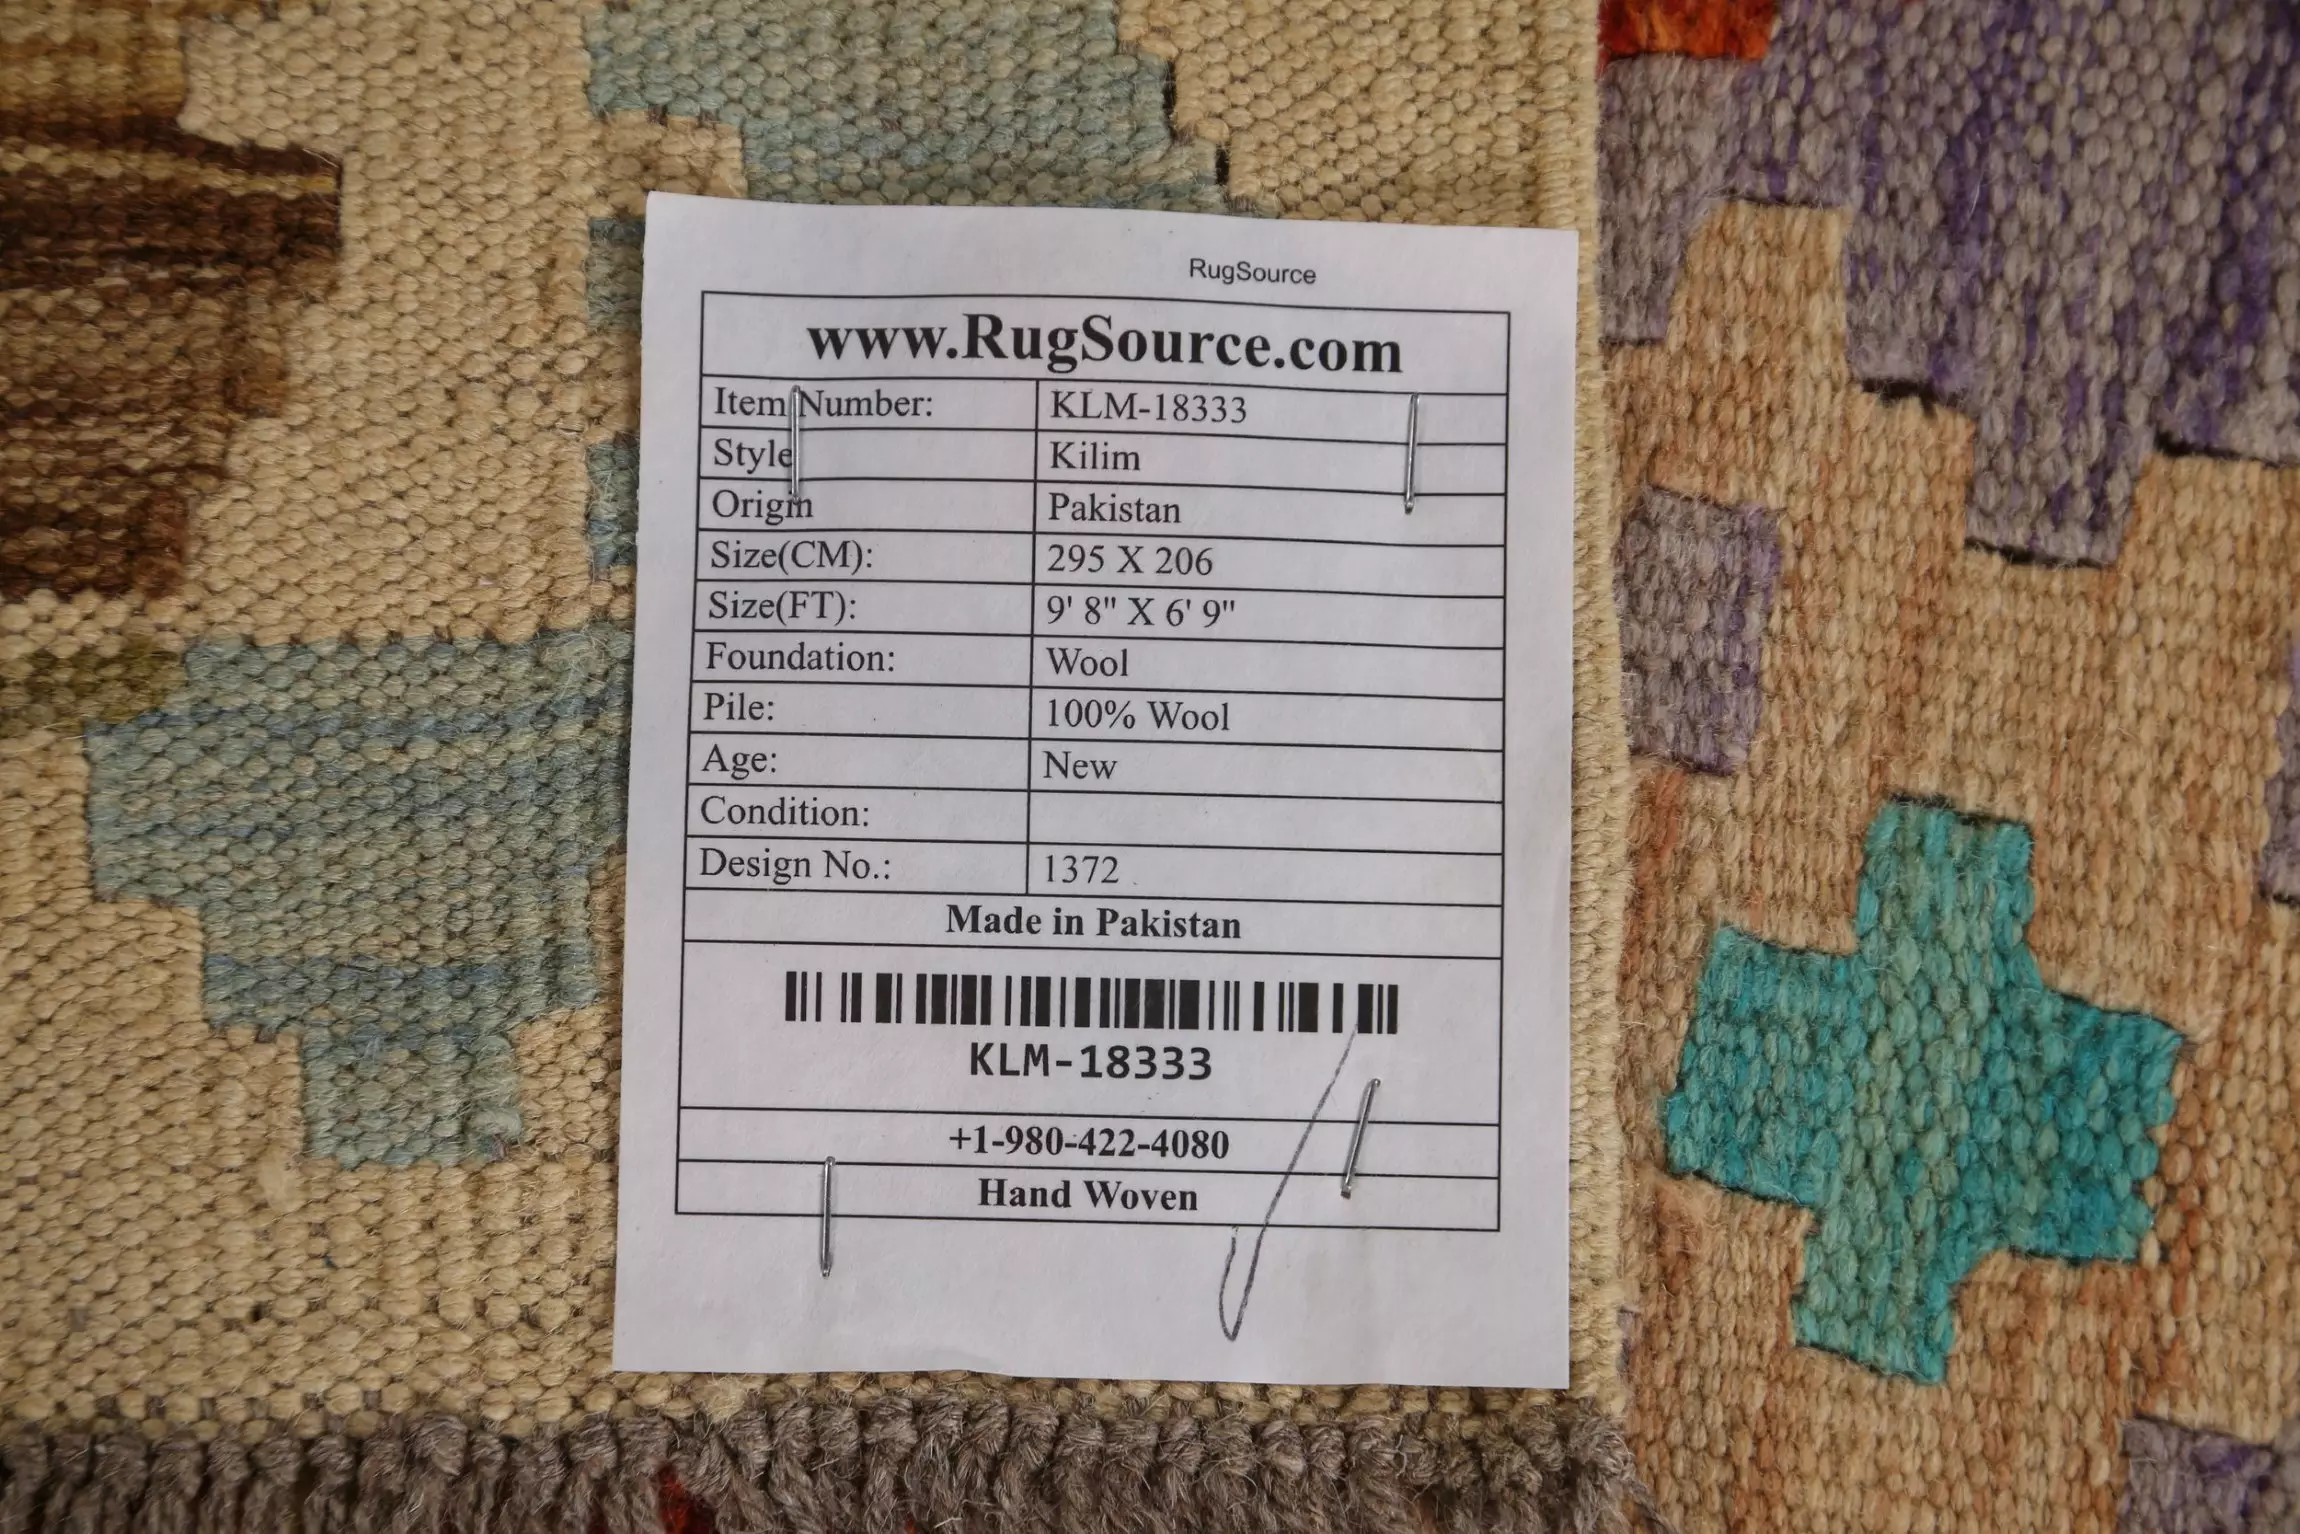 RugSource
www.RugSource.com
Item Number: KLM-18333
Style Kilim
Origin Pakistan
Size(CM): 295 X 206
Size(FT): 9' 8" X 6' 9"
Foundation: Wool
Pile: 100% Wool
Age: New
Condition:
Design No.: 1372
Made in Pakistan
KLM-18333
+1-980-422-4080
Hand Woven